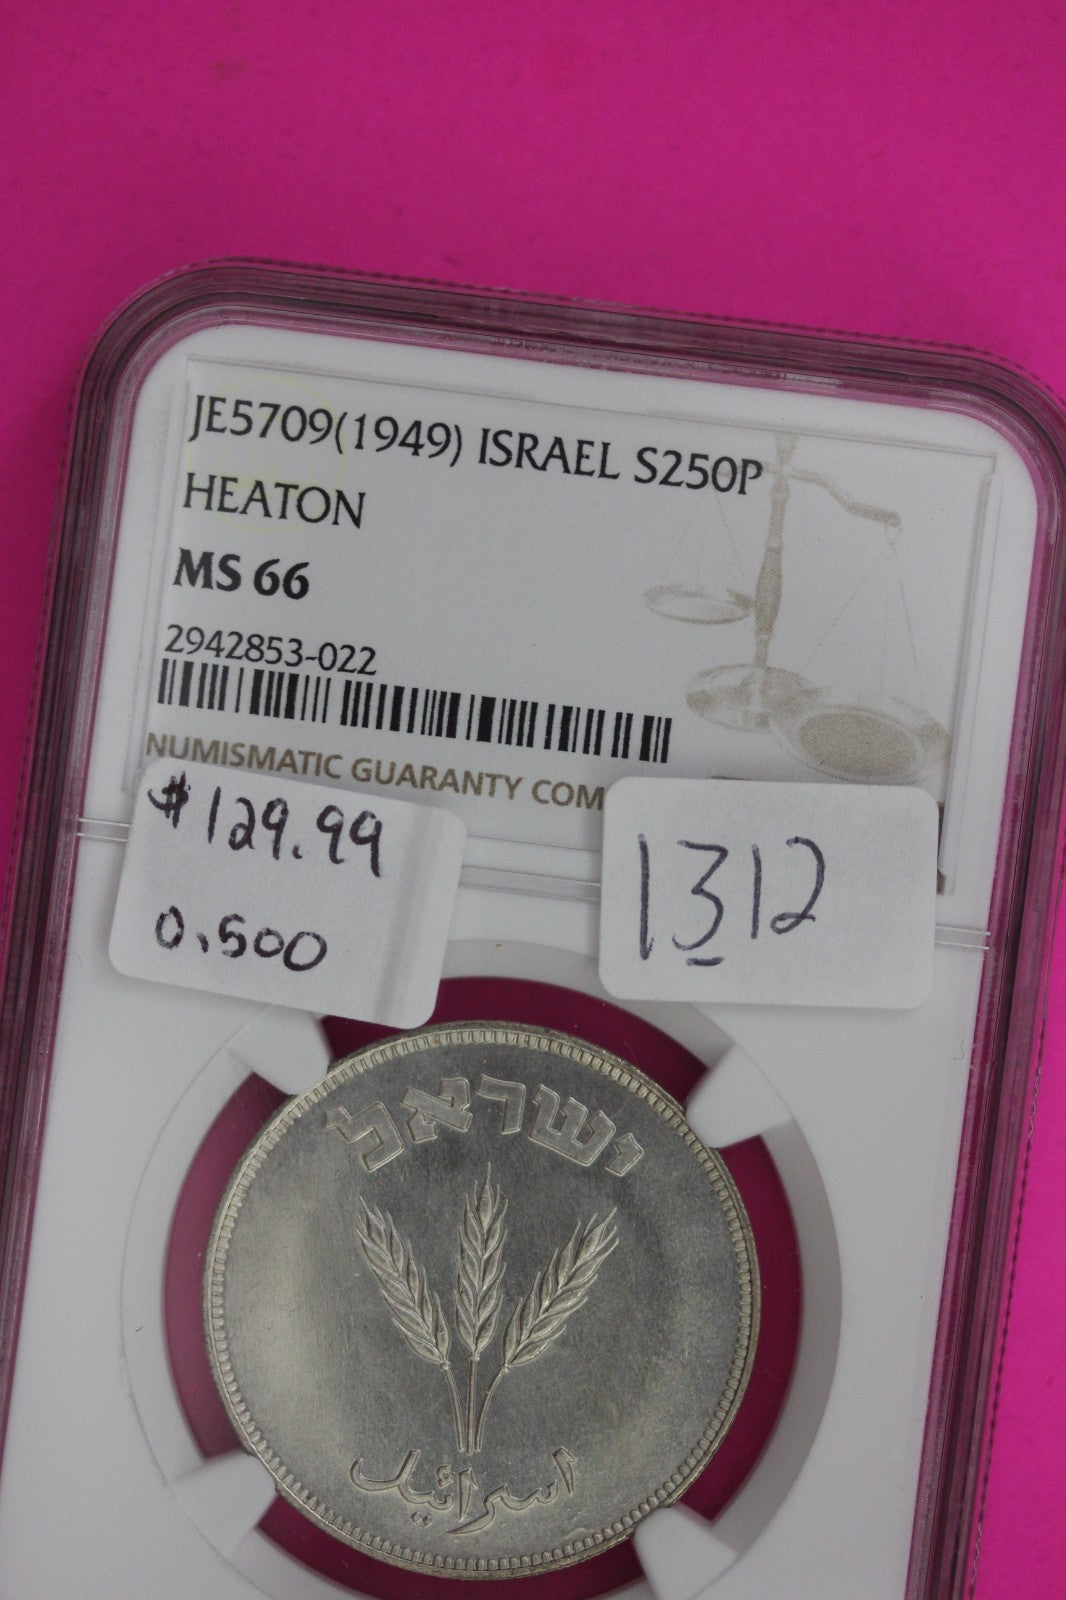 JE5709(1949) ISRAEL S250P
HEATON
MS 66
2942853-022
NUMISMATIC GUARANTY COM
$129.99
0.500
1312
ישראל
اسرائيل